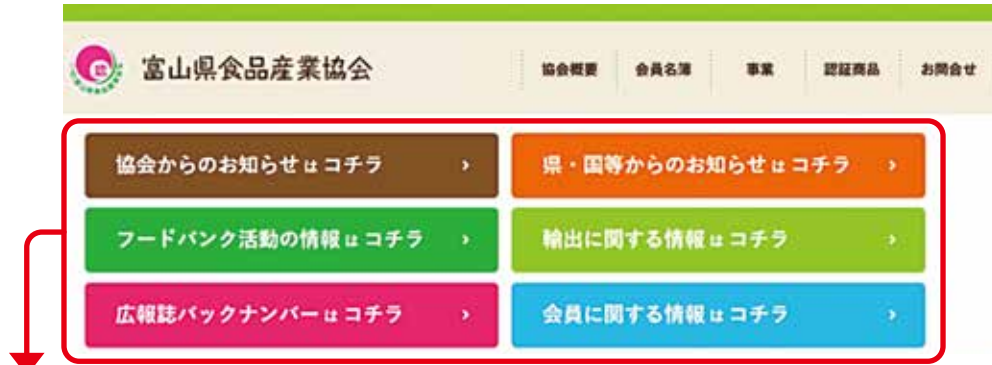 富山県食品産業協会
協会概要 会員名簿 事業 認証商品 お問合せ
協会からのお知らせはコチラ
県・国等からのお知らせはコチラ
フードバンク活動の情報はコチラ
輸出に関する情報はコチラ
広報誌バックナンバーはコチラ
会員に関する情報はコチラ